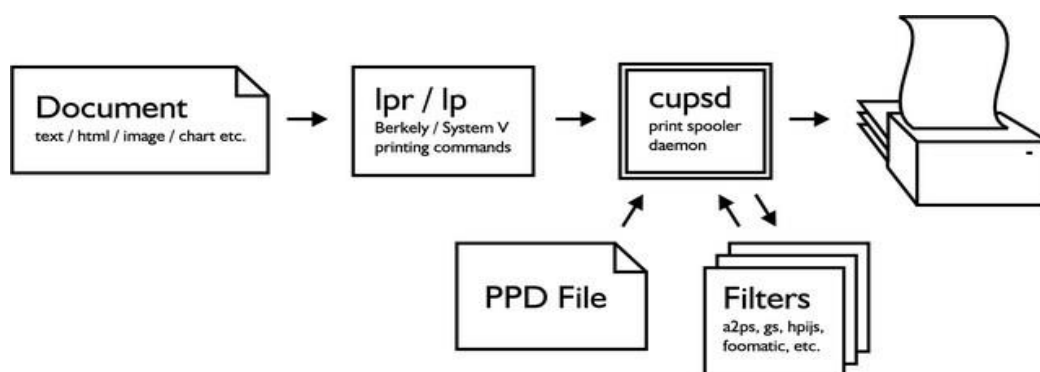 Document
text / html / image / chart etc.
lpr / lp
Berkely / System V
printing commands
cupsd
print spooler
daemon
PPD File
Filters
a2ps, gs, hpijs,
foomatic, etc.